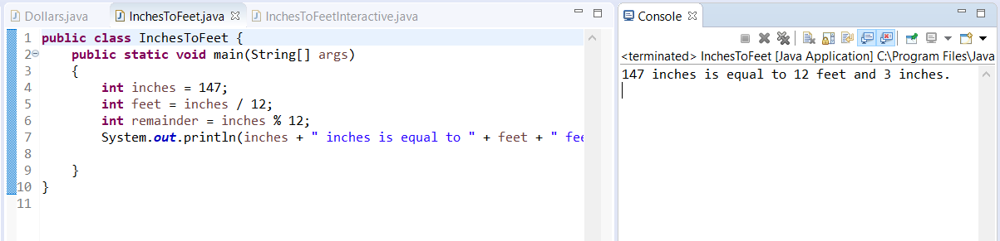 Dollars.java InchesToFeet.java InchesToFeetInteractive.java
1 public class InchesToFeet {
2 public static void main(String[] args)
3 {
4 int inches = 147;
5 int feet = inches / 12;
6 int remainder = inches % 12;
7 System.out.println(inches + " inches is equal to " + feet + " fee
8
9 }
10 }
11
Console
<terminated> InchesToFeet [Java Application] C:\Program Files\Java
147 inches is equal to 12 feet and 3 inches.